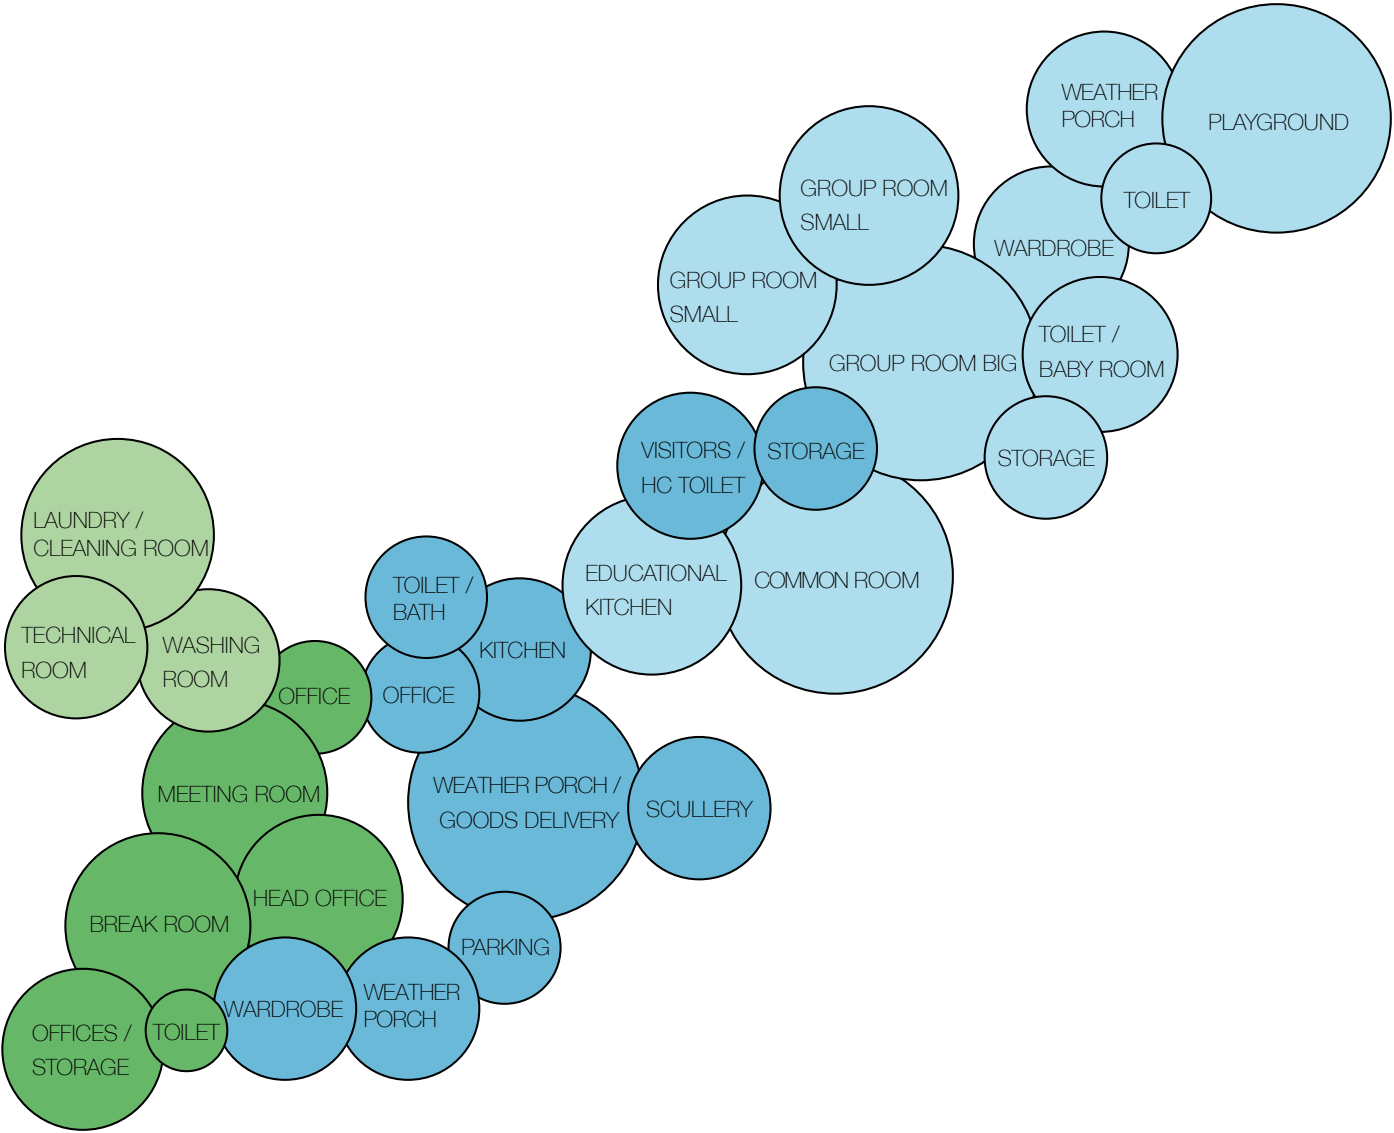 WEATHER
PORCH
PLAYGROUND
GROUP ROOM
SMALL
TOILET
WARDROBE
GROUP ROOM
SMALL
TOILET /
BABY ROOM
GROUP ROOM BIG
VISITORS /
HC TOILET
STORAGE
STORAGE
LAUNDRY /
CLEANING ROOM
EDUCATIONAL
KITCHEN
COMMON ROOM
TOILET /
BATH
TECHNICAL
ROOM
WASHING
ROOM
KITCHEN
OFFICE
OFFICE
MEETING ROOM
WEATHER PORCH /
GOODS DELIVERY
SCULLERY
HEAD OFFICE
BREAK ROOM
PARKING
WEATHER
PORCH
WARDROBE
OFFICES /
STORAGE
TOILET